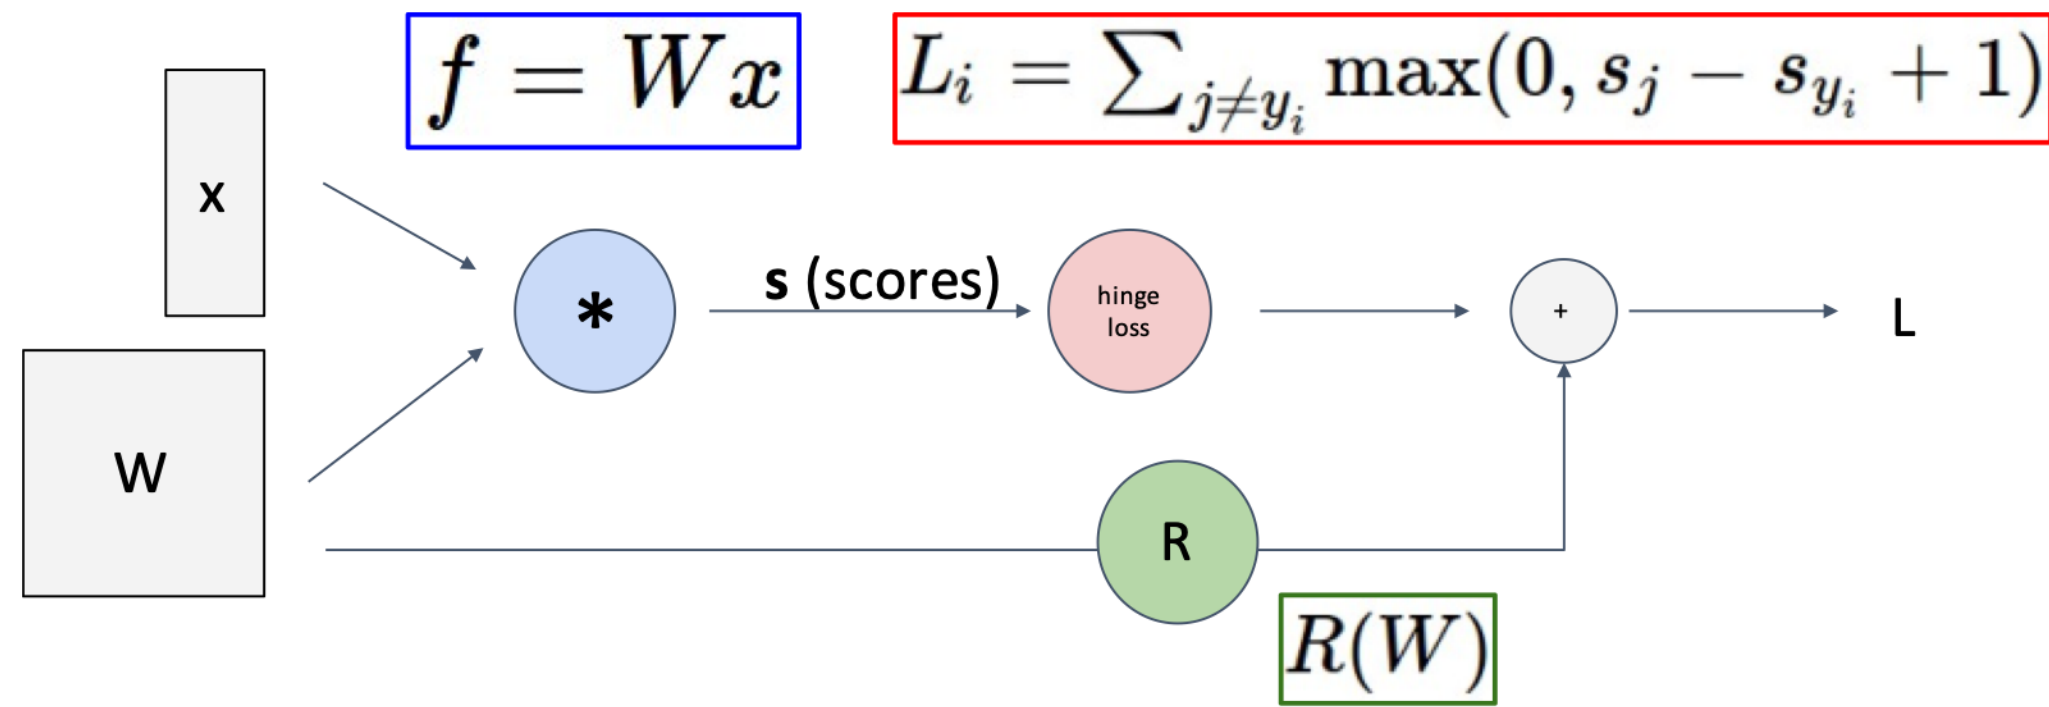 f = Wx
L_i = ∑_{j≠y_i} max(0, s_j − s_{y_i} + 1)
x
*
s (scores)
hinge
loss
+
L
W
R
R(W)